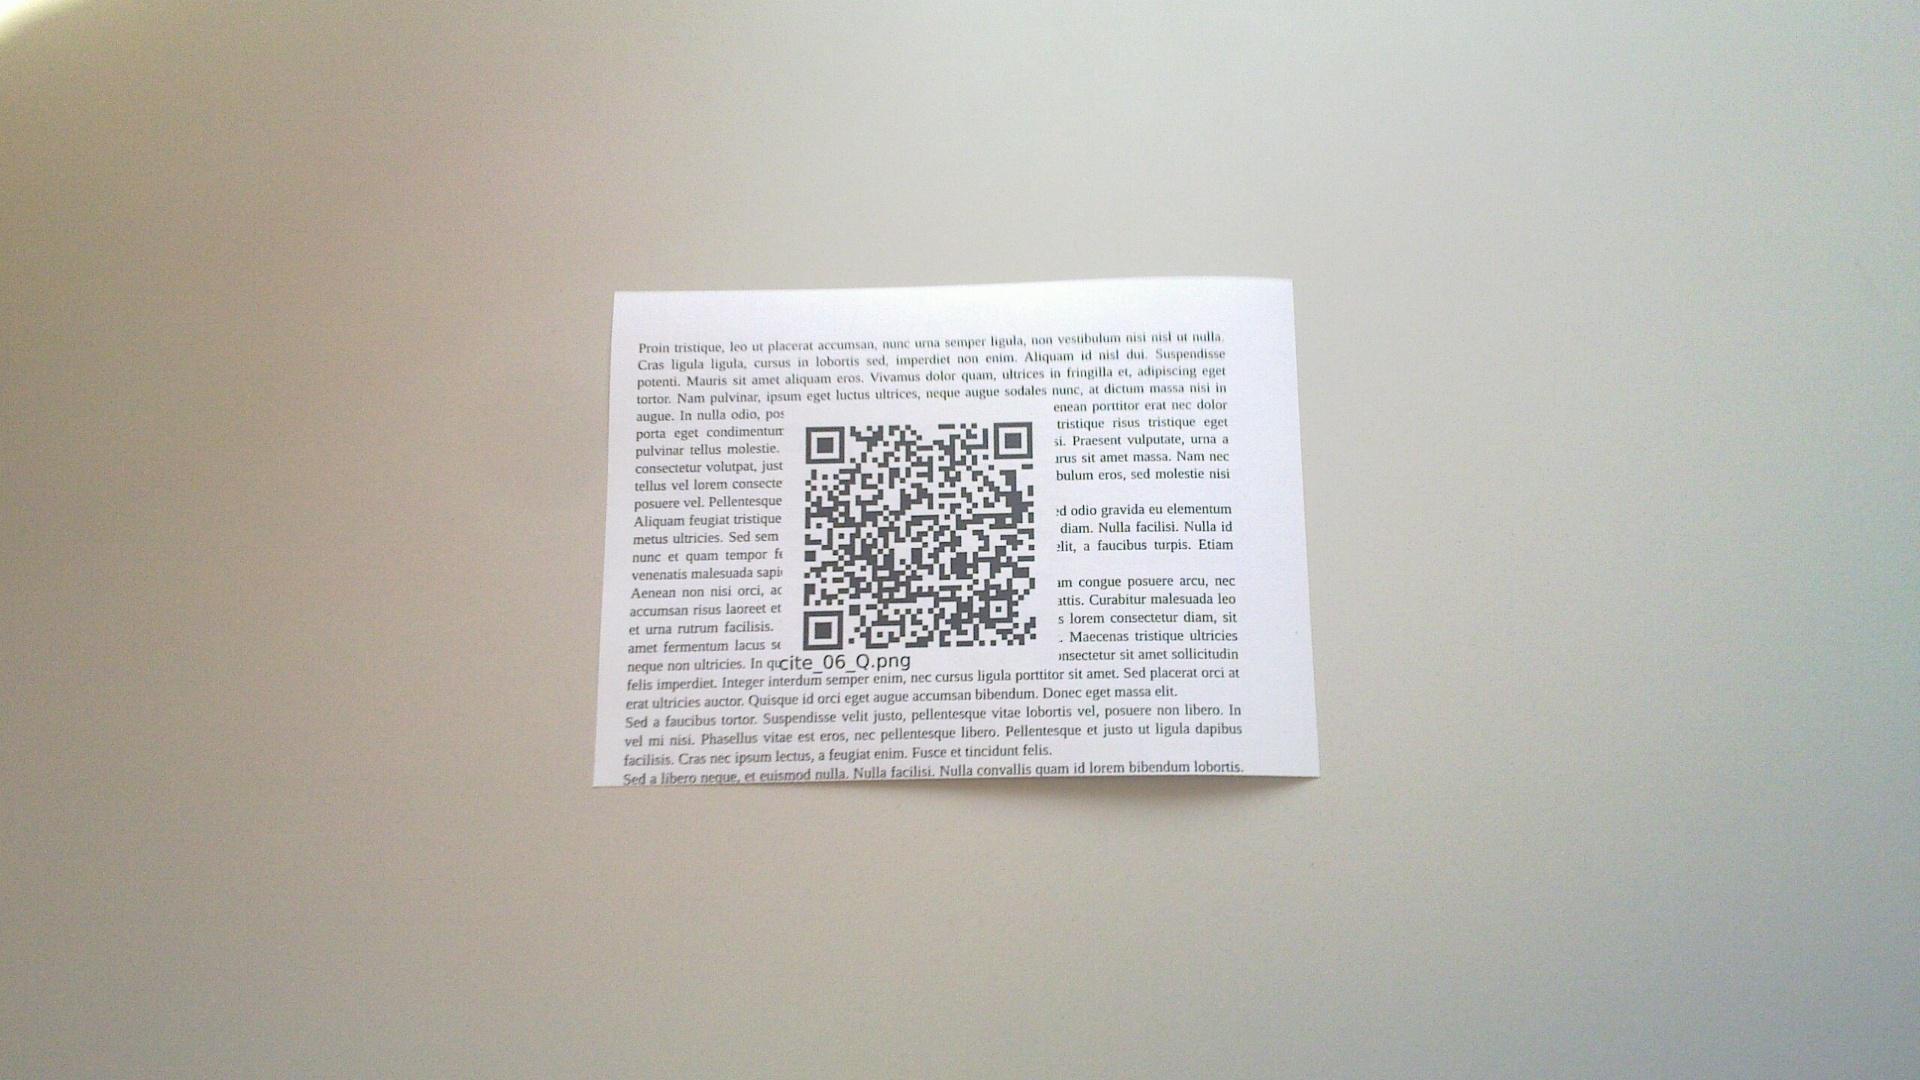 Proin tristique, leo ut placerat accumsan, nunc urna semper ligula, non vestibulum nisi nisl ut nulla.
Cras ligula ligula, cursus in lobortis sed, imperdiet non enim. Aliquam id nisl dui. Suspendisse
potenti. Mauris sit amet aliquam eros. Vivamus dolor quam, ultrices in fringilla et, adipiscing eget
tortor. Nam pulvinar, ipsum eget luctus ultrices, neque augue sodales nunc, at dictum massa nisi in
augue. In nulla odio, pos enean porttitor erat nec dolor
porta eget condimentum tristique risus tristique eget
pulvinar tellus molestie. si. Praesent vulputate, urna a
consectetur volutpat, just urus sit amet massa. Nam nec
tellus vel lorem consecte bulum eros, sed molestie nisi
posuere vel. Pellentesque
Aliquam feugiat tristique ed odio gravida eu elementum
metus ultricies. Sed sem diam. Nulla facilisi. Nulla id
nunc et quam tempor fe elit, a faucibus turpis. Etiam
venenatis malesuada sapi
Aenean non nisi orci, ac am congue posuere arcu, nec
accumsan risus laoreet et attis. Curabitur malesuada leo
et urna rutrum facilisis. s lorem consectetur diam, sit
amet fermentum lacus se . Maecenas tristique ultricies
neque non ultricies. In qu onsectetur sit amet sollicitudin
cite_06_Q.png
felis imperdiet. Integer interdum semper enim, nec cursus ligula porttitor sit amet. Sed placerat orci at
erat ultricies auctor. Quisque id orci eget augue accumsan bibendum. Donec eget massa elit.
Sed a faucibus tortor. Suspendisse velit justo, pellentesque vitae lobortis vel, posuere non libero. In
vel mi nisi. Phasellus vitae est eros, nec pellentesque libero. Pellentesque et justo ut ligula dapibus
facilisis. Cras nec ipsum lectus, a feugiat enim. Fusce et tincidunt felis.
Sed a libero neque, et euismod nulla. Nulla facilisi. Nulla convallis quam id lorem bibendum lobortis.